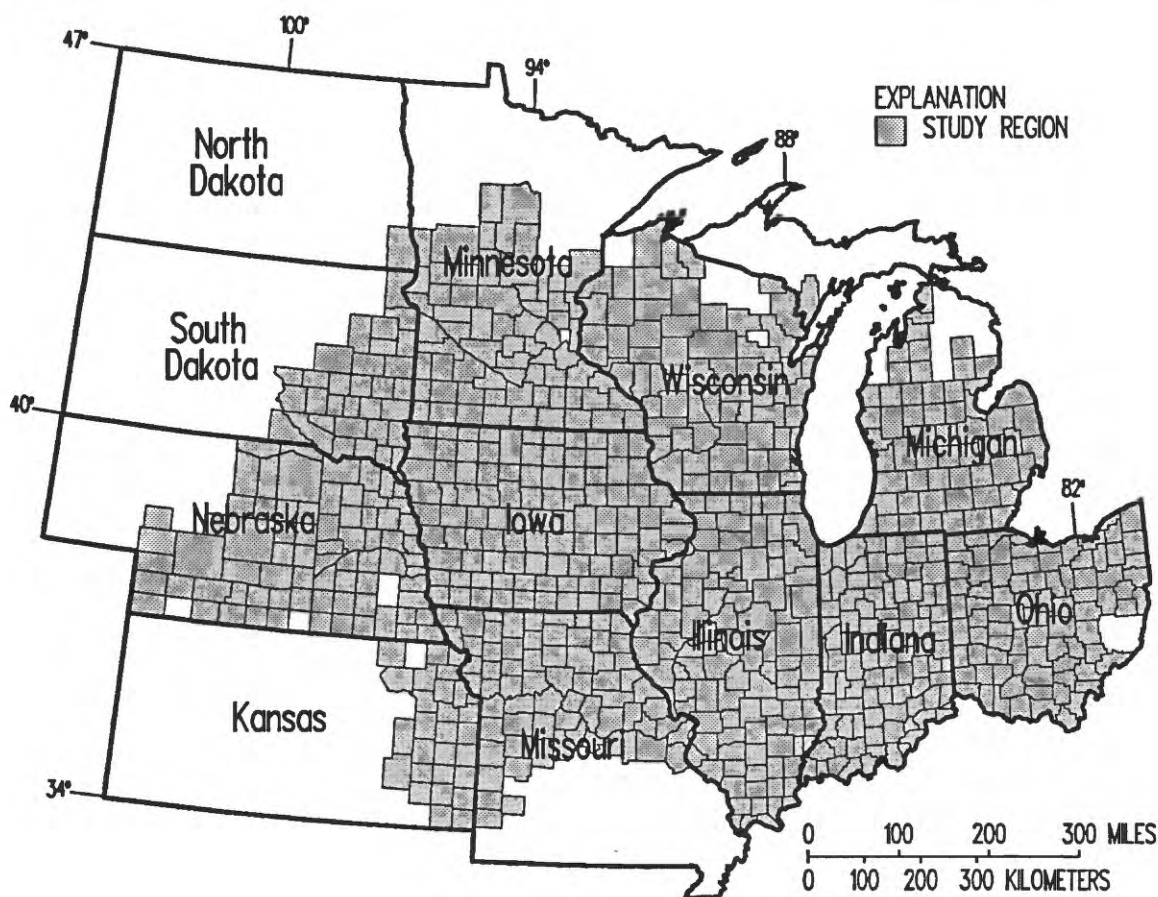 100°
47°
94°
EXPLANATION
STUDY REGION
88°
North
Dakota
Minnesota
South
Dakota
Wisconsin
40°
Michigan
82°
Nebraska
Iowa
Ohio
Illinois
Indiana
Kansas
Missouri
34°
0 100 200 300 MILES
0 100 200 300 KILOMETERS